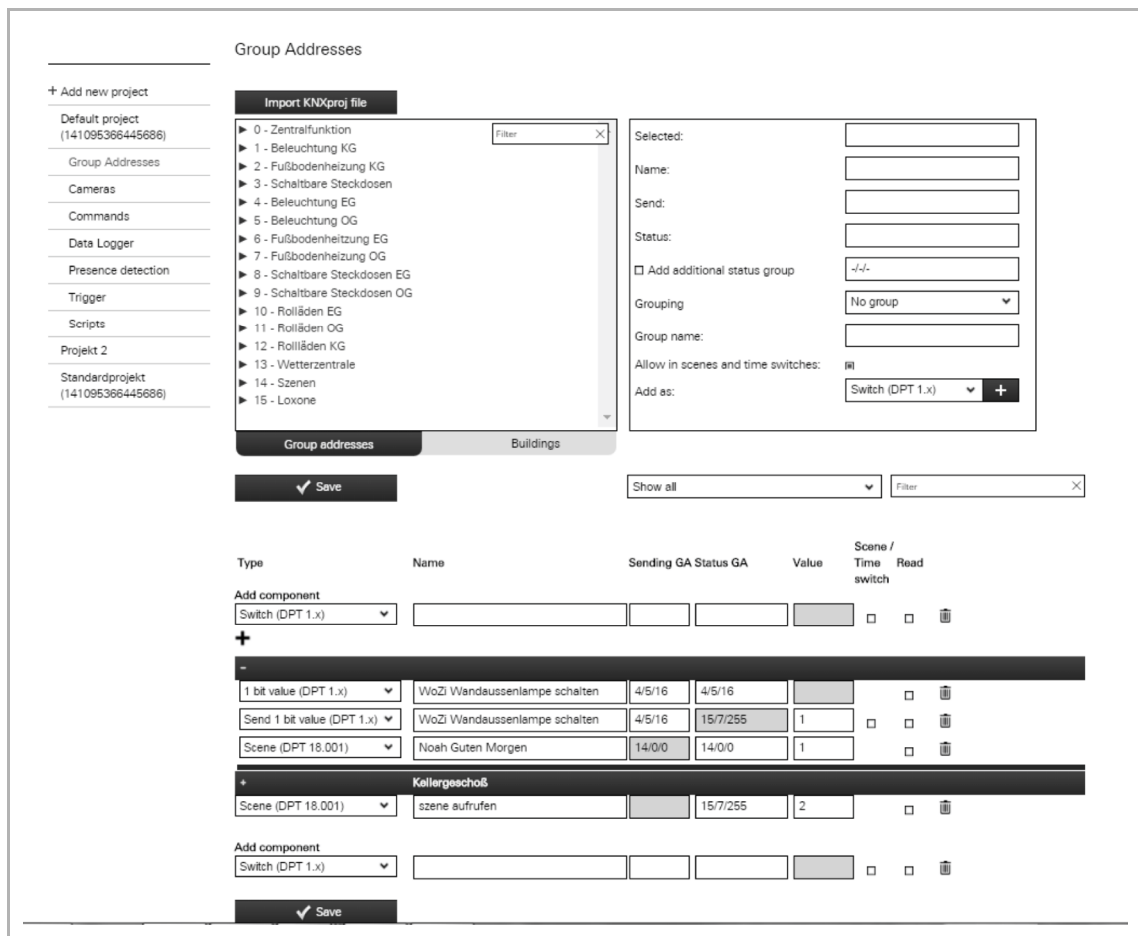 Group Addresses
+ Add new project
Default project
(141095366445686)
Group Addresses
Cameras
Commands
Data Logger
Presence detection
Trigger
Scripts
Projekt 2
Standardprojekt
(141095366445686)
Import KNXproj file
Filter
0 - Zentralfunktion
1 - Beleuchtung KG
2 - Fußbodenheizung KG
3 - Schaltbare Steckdosen
4 - Beleuchtung EG
5 - Beleuchtung OG
6 - Fußbodenheitzung EG
7 - Fußbodenheizung OG
8 - Schaltbare Steckdosen EG
9 - Schaltbare Steckdosen OG
10 - Rolläden EG
11 - Rolläden OG
12 - Rollläden KG
13 - Wetterzentrale
14 - Szenen
15 - Loxone
Group addresses Buildings
Selected:
Name:
Send:
Status:
Add additional status group -/-/-
Grouping No group
Group name:
Allow in scenes and time switches:
Add as: Switch (DPT 1.x) +
Save Show all Filter
Type Name Sending GA Status GA Value Scene / Time switch Read
Add component
Switch (DPT 1.x)
+
-
1 bit value (DPT 1.x) WoZi Wandaussenlampe schalten 4/5/16 4/5/16
Send 1 bit value (DPT 1.x) WoZi Wandaussenlampe schalten 4/5/16 15/7/255 1
Scene (DPT 18.001) Noah Guten Morgen 14/0/0 14/0/0 1
+ Kellergeschoß
Scene (DPT 18.001) szene aufrufen 15/7/255 2
Add component
Switch (DPT 1.x)
Save